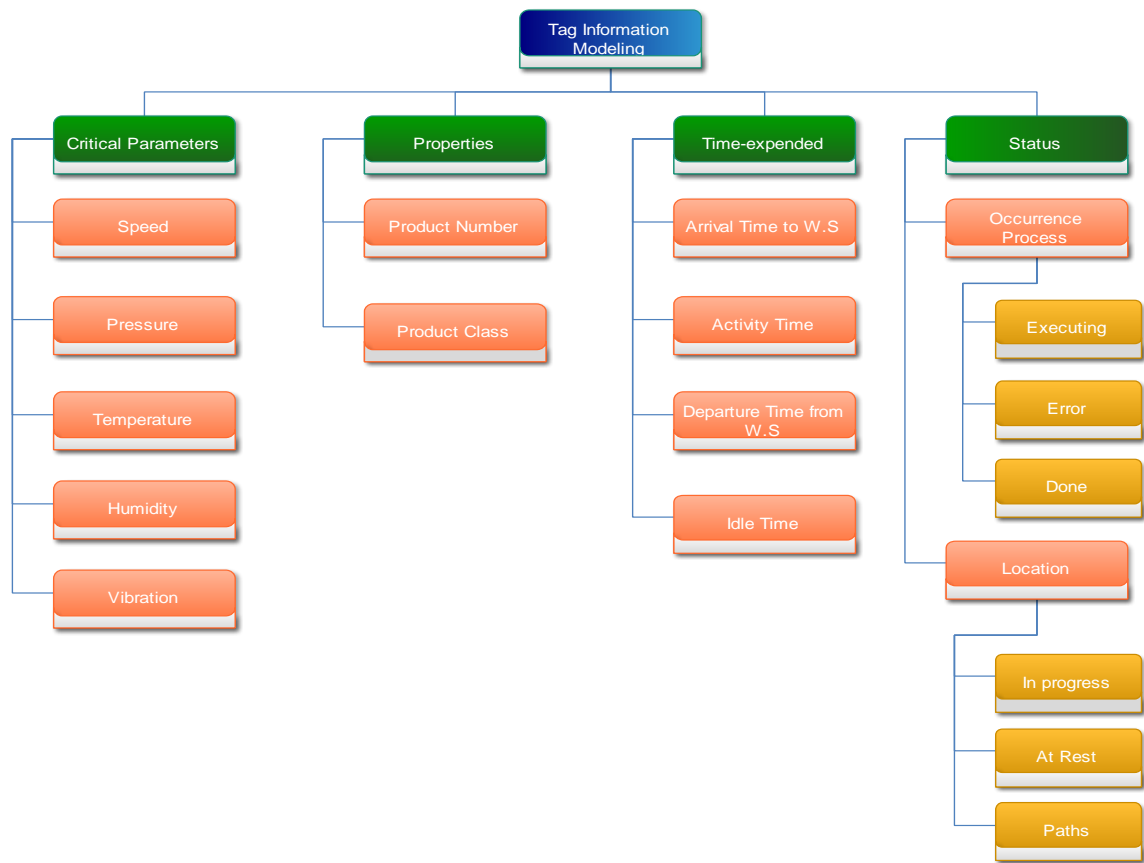 Tag Information
Modeling
Critical Parameters
Properties
Time-expended
Status
Speed
Product Number
Arrival Time to W.S
Occurrence
Process
Pressure
Product Class
Activity Time
Executing
Temperature
Departure Time from
W.S
Error
Humidity
Idle Time
Done
Vibration
Location
In progress
At Rest
Paths